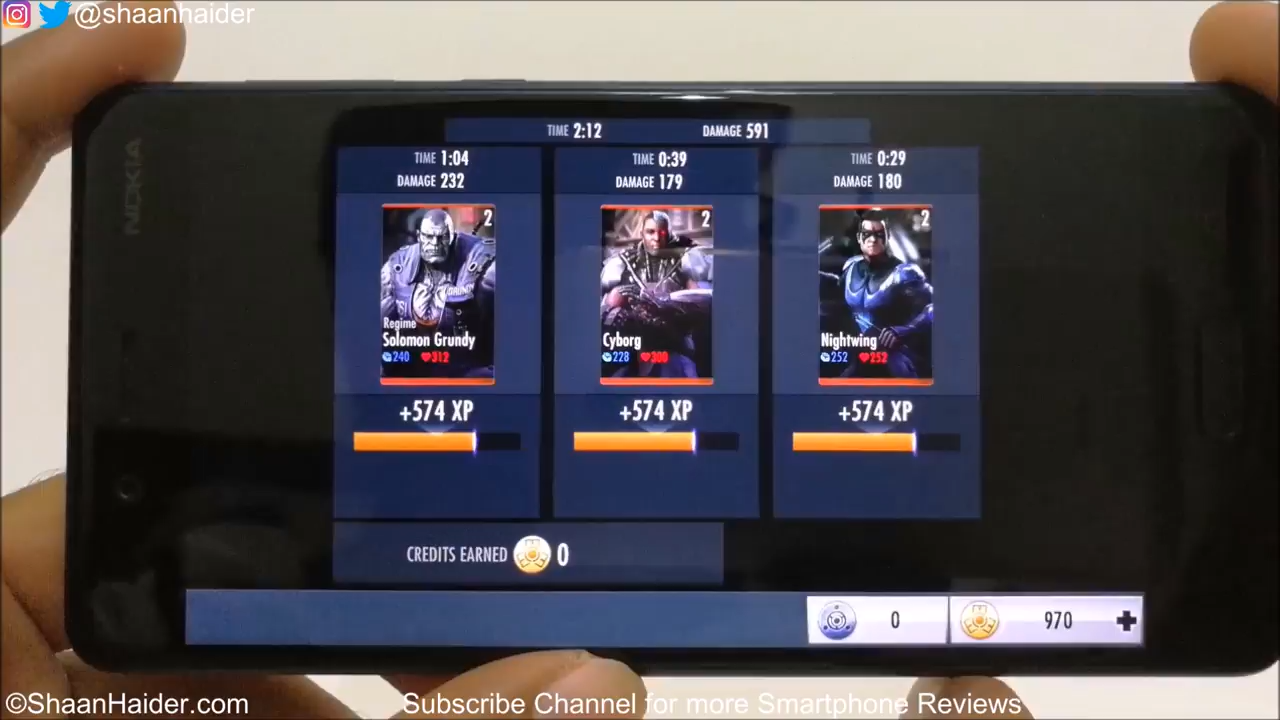 @shaanhaider
NOKIA
TIME 2:12 DAMAGE 591
TIME 1:04
DAMAGE 232
2
Regime
Solomon Grundy
240 312
+574 XP
TIME 0:39
DAMAGE 179
2
Cyborg
228 300
+574 XP
TIME 0:29
DAMAGE 180
2
Nightwing
252 252
+574 XP
CREDITS EARNED 0
0 970 +
©ShaanHaider.com
Subscribe Channel for more Smartphone Reviews